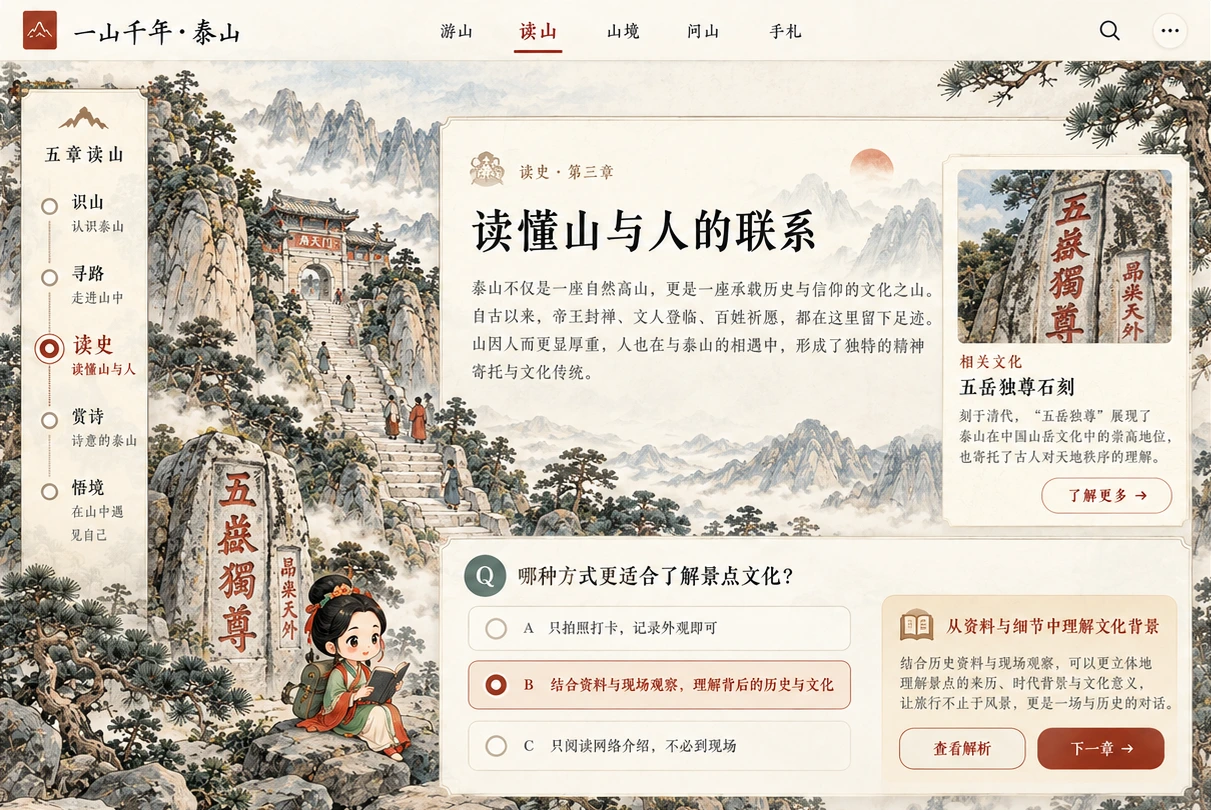 一山千年·泰山
游山
读山
山境
问山
手札
五章读山
识山
认识泰山
寻路
走进山中
读史
读懂山与人
赏诗
诗意的泰山
悟境
在山中遇
见自己
五
嶽
獨
尊
昂
天
外
读史·第三章
读懂山与人的联系
泰山不仅是一座自然高山，更是一座承载历史与信仰的文化之山。
自古以来，帝王封禅、文人登临、百姓祈愿，都在这里留下足迹。
山因人而更显厚重，人也在与泰山的相遇中，形成了独特的精神
寄托与文化传统。
五
嶽
獨
尊
昂
天
外
相关文化
五岳独尊石刻
刻于清代，“五岳独尊”展现了
泰山在中国山岳文化中的崇高地位，
也寄托了古人对天地秩序的理解。
了解更多 →
Q 哪种方式更适合了解景点文化？
A 只拍照打卡，记录外观即可
B 结合资料与现场观察，理解背后的历史与文化
C 只阅读网络介绍，不必到现场
从资料与细节中理解文化背景
结合历史资料与现场观察，可以更立体地
理解景点的来历、时代背景与文化意义，
让旅行不止于风景，更是一场与历史的对话。
查看解析
下一章 →